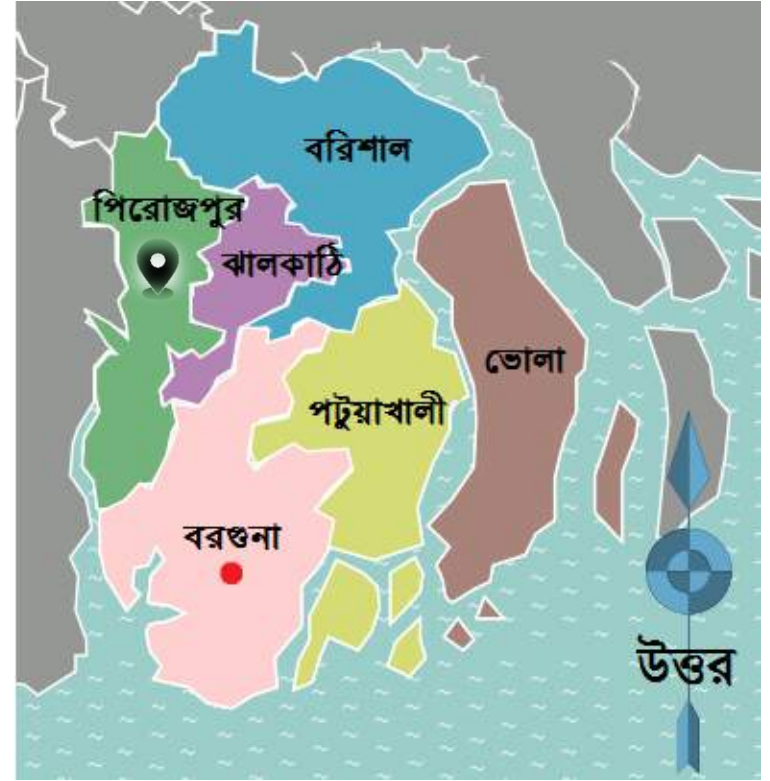 বরিশাল
পিরোজপুর
ঝালকাঠি
ভোলা
পটুয়াখালী
বরগুনা
উত্তর